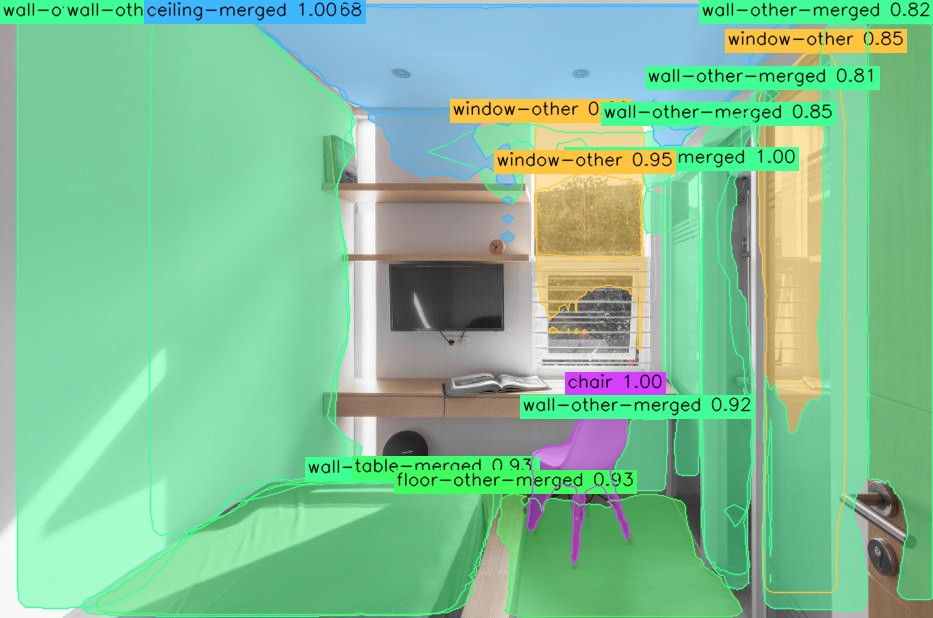 wall-o
wall-oth
ceiling-merged 1.0068
wall-other-merged 0.82
window-other 0.85
wall-other-merged 0.81
window-other 0.
wall-other-merged 0.85
window-other 0.95
merged 1.00
chair 1.00
wall-other-merged 0.92
wall-table-merged 0.93
floor-other-merged 0.93